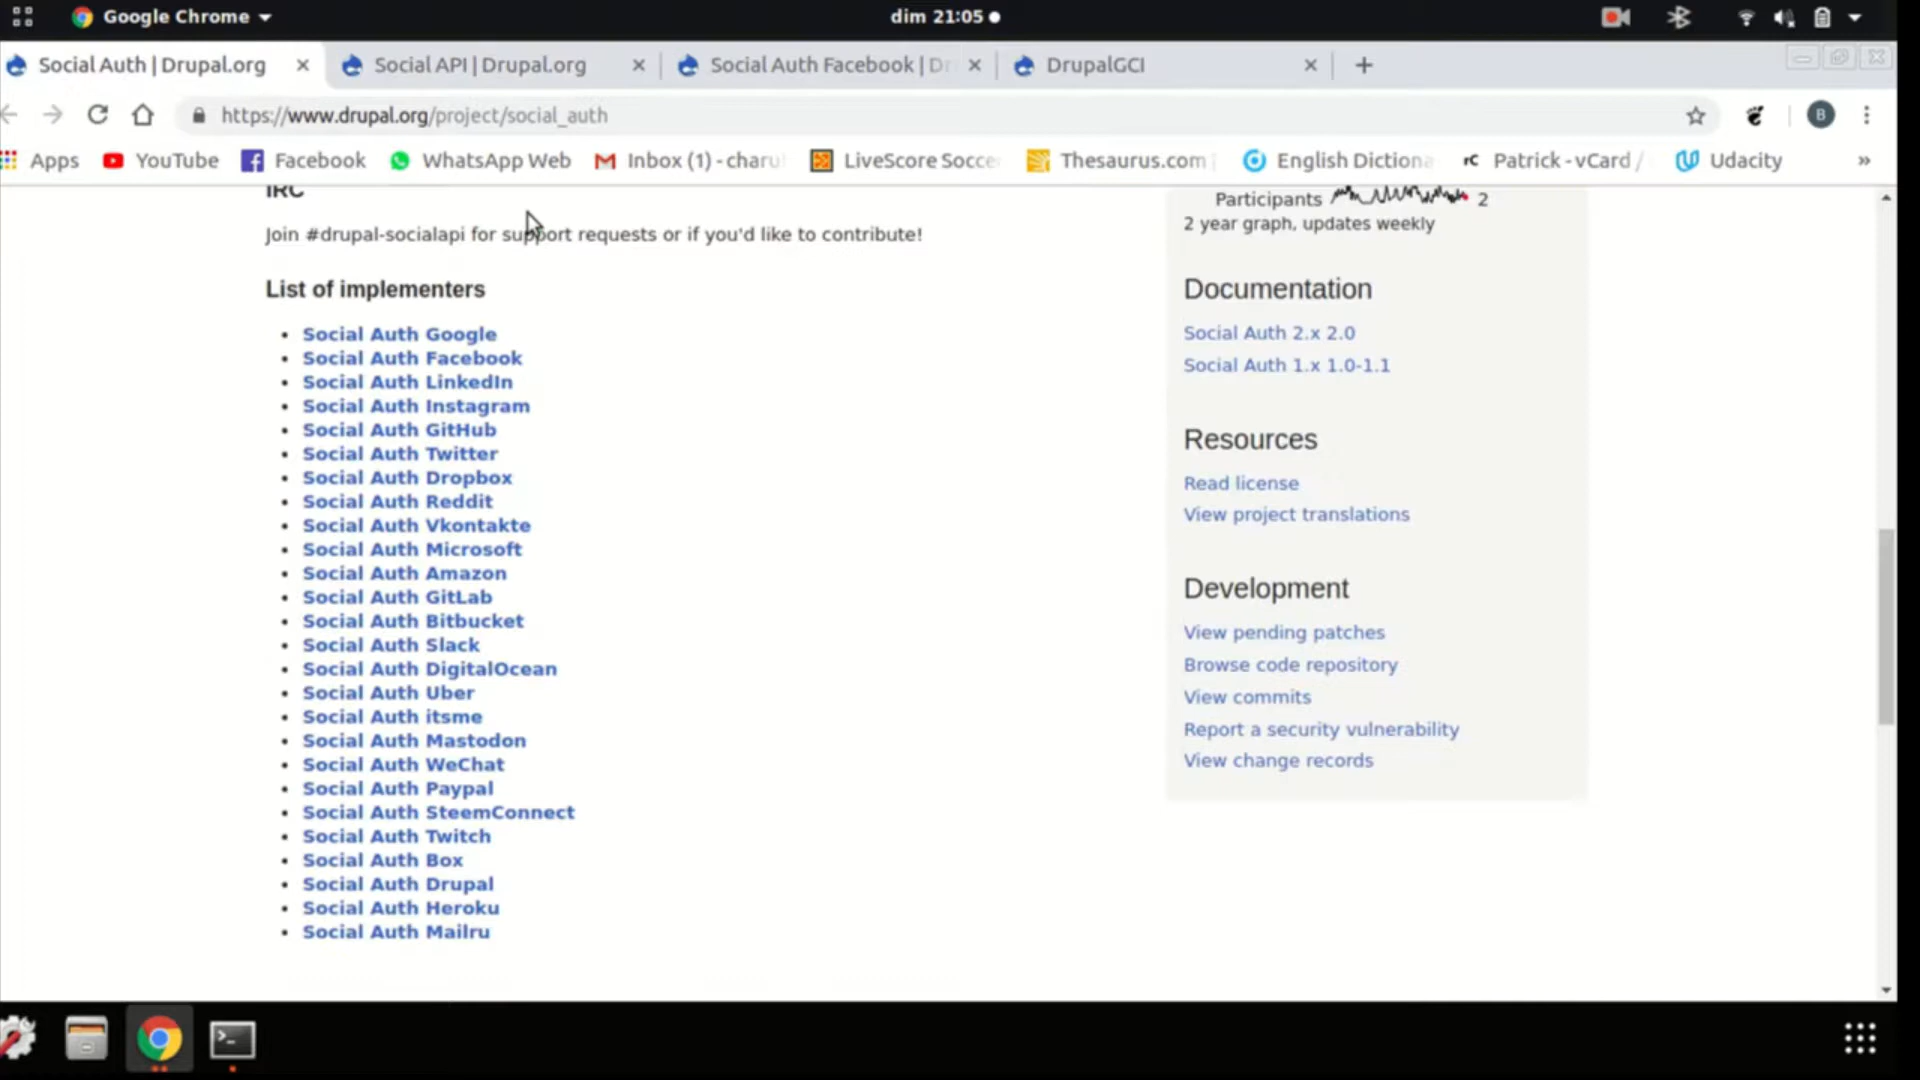 Google Chrome
dim 21:05
Social Auth | Drupal.org
Social API | Drupal.org
Social Auth Facebook | Dr
DrupalGCI
https://www.drupal.org/project/social_auth
B
Apps
YouTube
Facebook
WhatsApp Web
Inbox (1) - charu
LiveScore Socce
Thesaurus.com
English Dictiona
rC Patrick - vCard /
Udacity
»
IRC
Join #drupal-socialapi for support requests or if you'd like to contribute!
List of implementers
Social Auth Google
Social Auth Facebook
Social Auth LinkedIn
Social Auth Instagram
Social Auth GitHub
Social Auth Twitter
Social Auth Dropbox
Social Auth Reddit
Social Auth Vkontakte
Social Auth Microsoft
Social Auth Amazon
Social Auth GitLab
Social Auth Bitbucket
Social Auth Slack
Social Auth DigitalOcean
Social Auth Uber
Social Auth itsme
Social Auth Mastodon
Social Auth WeChat
Social Auth Paypal
Social Auth SteemConnect
Social Auth Twitch
Social Auth Box
Social Auth Drupal
Social Auth Heroku
Social Auth Mailru
Participants 2
2 year graph, updates weekly
Documentation
Social Auth 2.x 2.0
Social Auth 1.x 1.0-1.1
Resources
Read license
View project translations
Development
View pending patches
Browse code repository
View commits
Report a security vulnerability
View change records